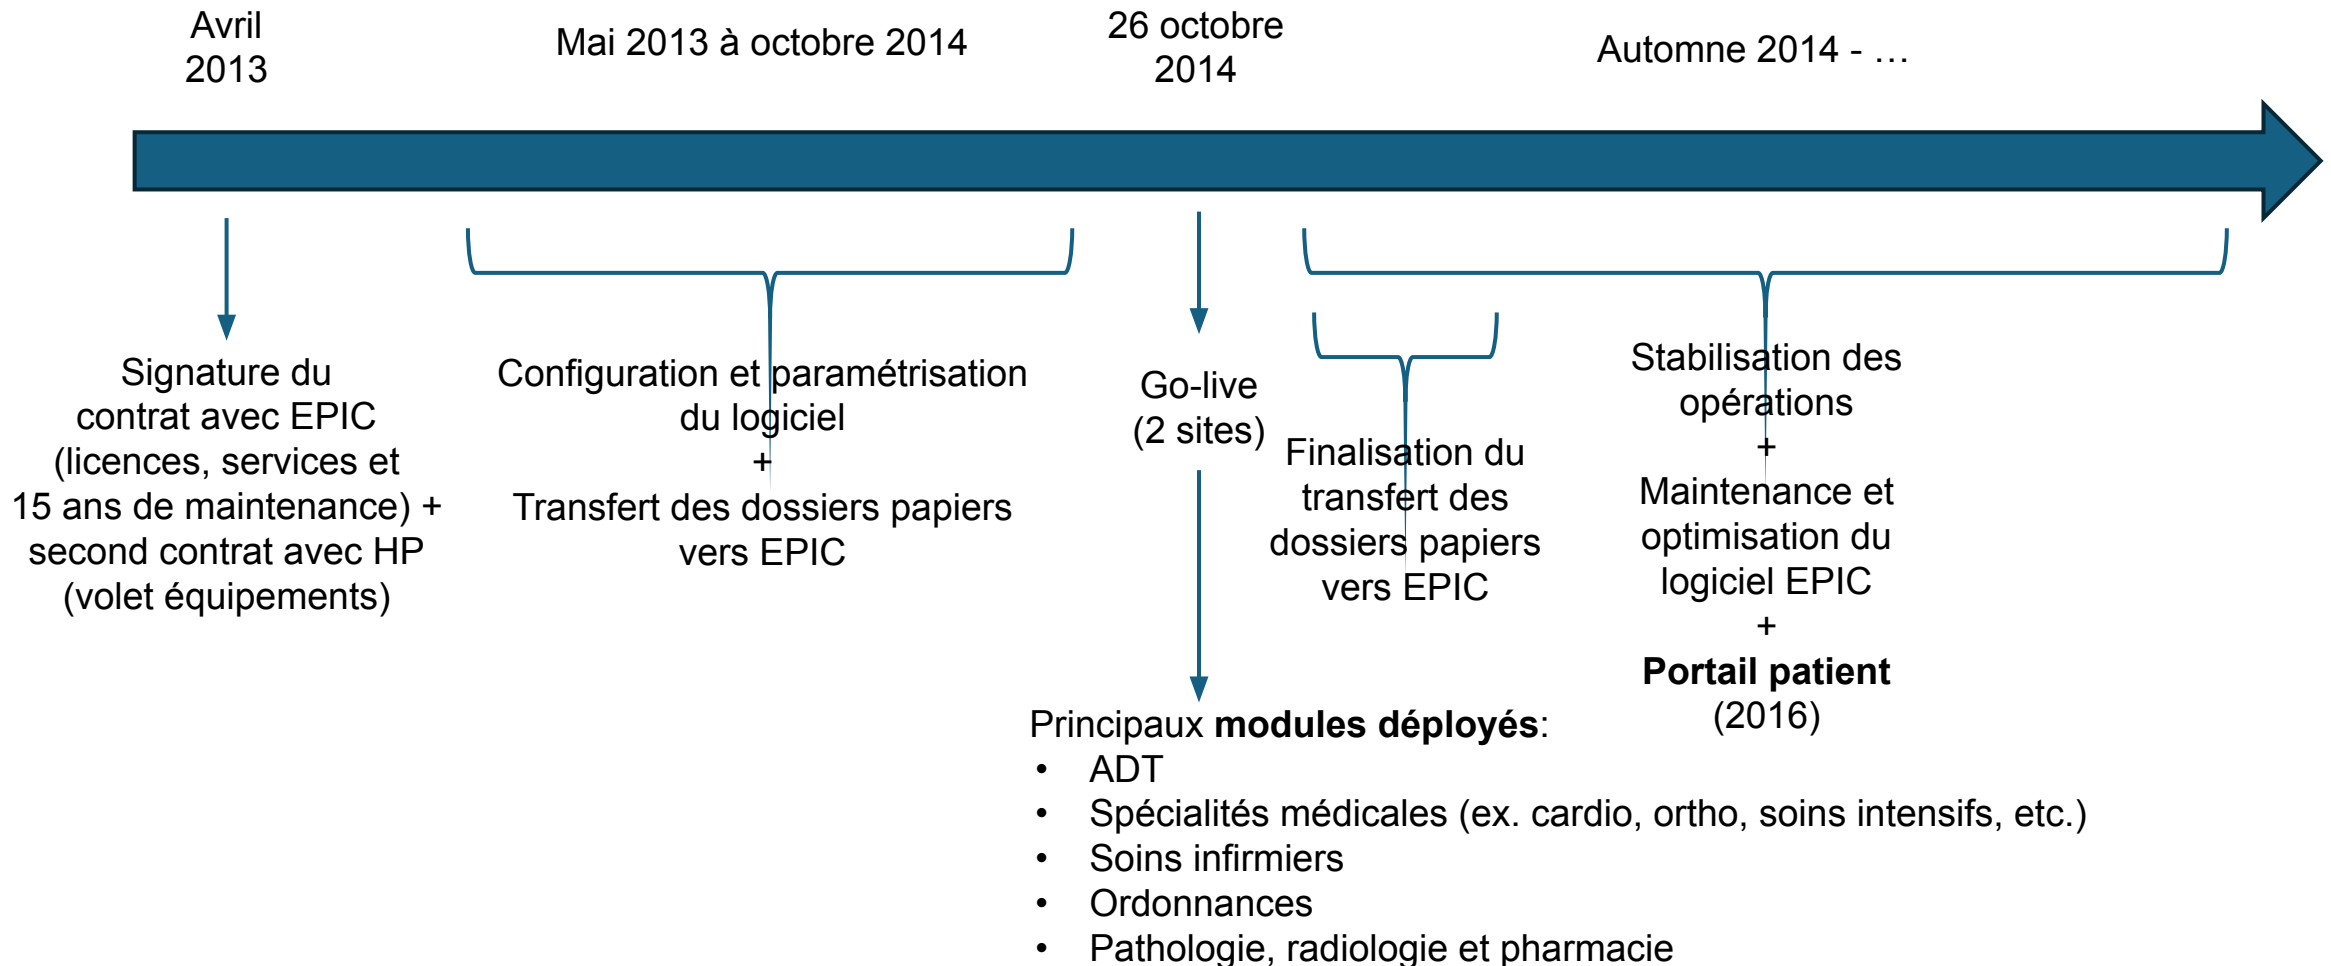 Avril
2013
Mai 2013 à octobre 2014
26 octobre
2014
Automne 2014 - …
Signature du
contrat avec EPIC
(licences, services et
15 ans de maintenance) +
second contrat avec HP
(volet équipements)
Configuration et paramétrisation
du logiciel
+
Transfert des dossiers papiers
vers EPIC
Go-live
(2 sites)
Finalisation du
transfert des
dossiers papiers
vers EPIC
Stabilisation des
opérations
+
Maintenance et
optimisation du
logiciel EPIC
+
Portail patient
(2016)
Principaux modules déployés:
• ADT
• Spécialités médicales (ex. cardio, ortho, soins intensifs, etc.)
• Soins infirmiers
• Ordonnances
• Pathologie, radiologie et pharmacie